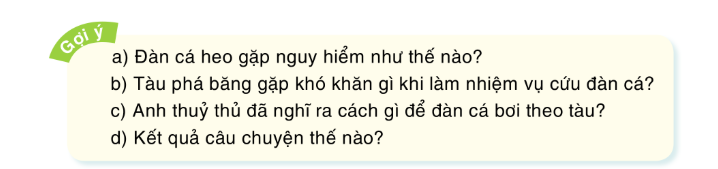 Gợi ý
a) Đàn cá heo gặp nguy hiểm như thế nào?
b) Tàu phá băng gặp khó khăn gì khi làm nhiệm vụ cứu đàn cá?
c) Anh thuỷ thủ đã nghĩ ra cách gì để đàn cá bơi theo tàu?
d) Kết quả câu chuyện thế nào?